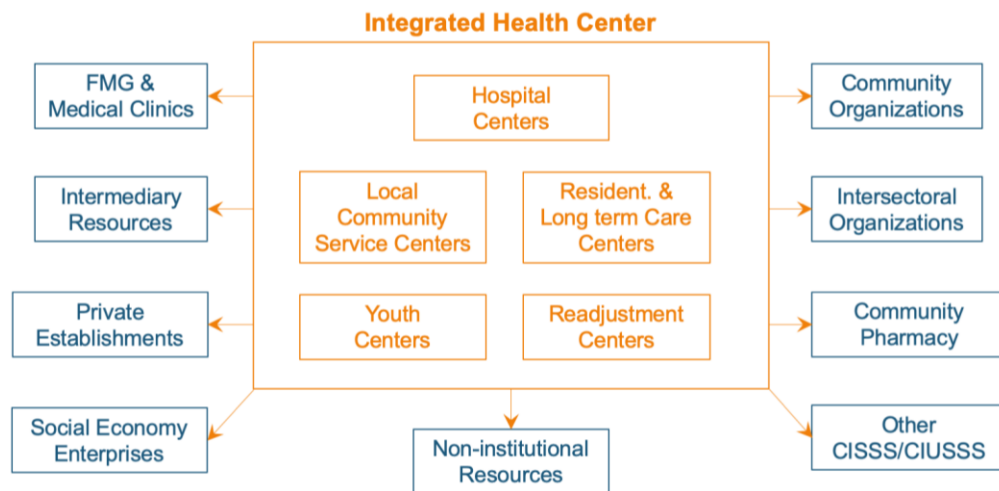 Integrated Health Center
FMG &
Medical Clinics
Hospital
Centers
Community
Organizations
Intermediary
Resources
Local
Community
Service Centers
Resident. &
Long term Care
Centers
Intersectoral
Organizations
Private
Establishments
Youth
Centers
Readjustment
Centers
Community
Pharmacy
Social Economy
Enterprises
Non-institutional
Resources
Other
CISSS/CIUSSS